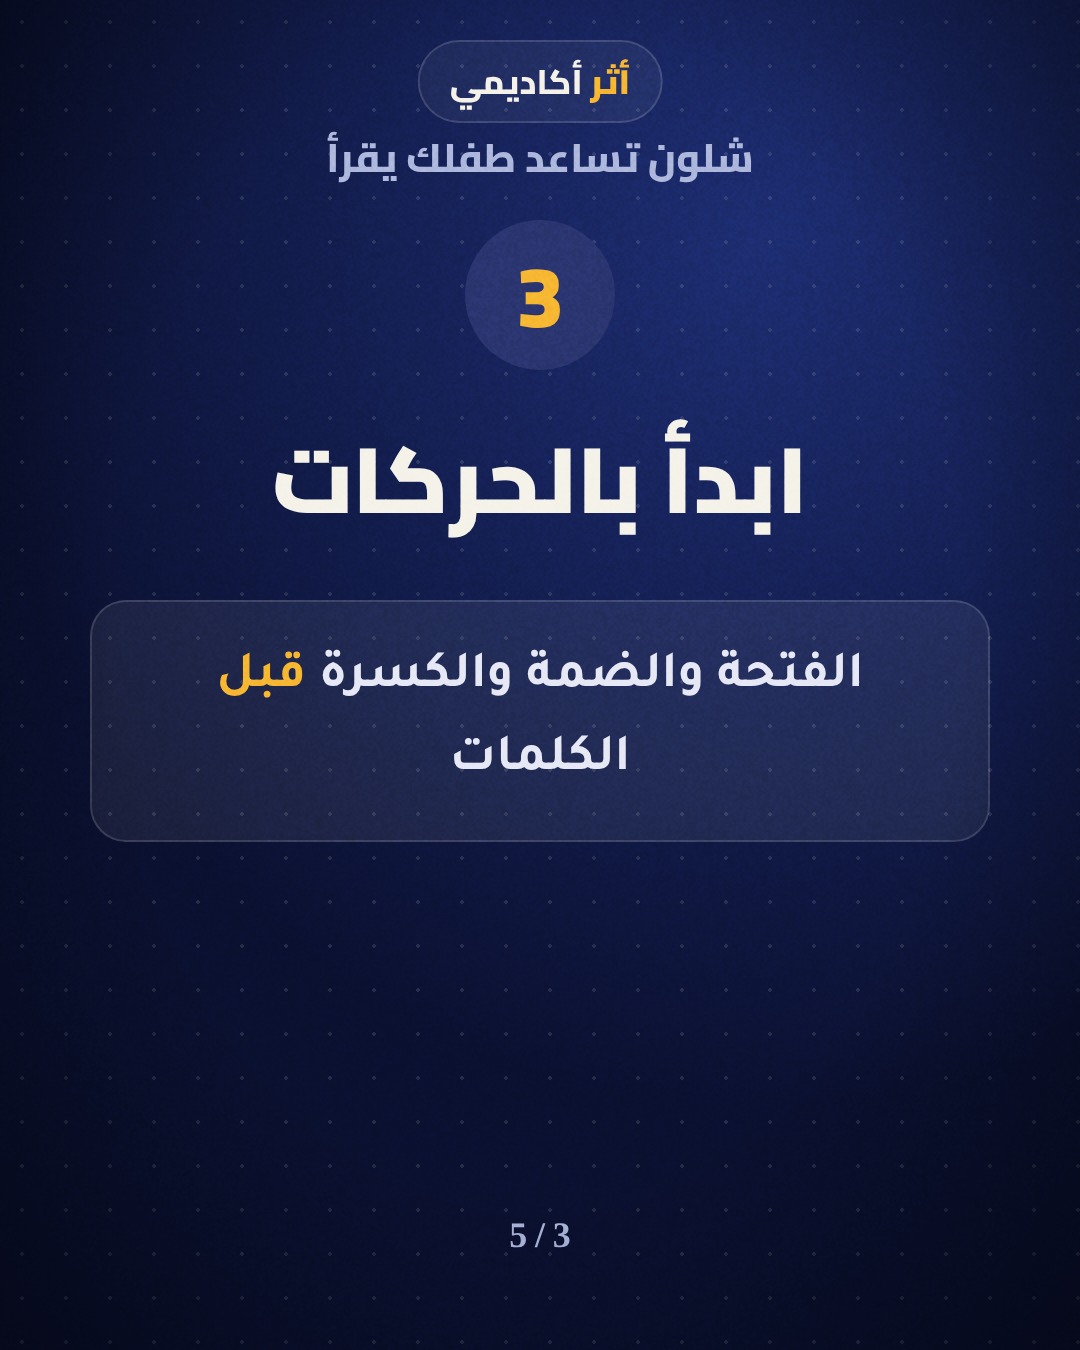 أثر أكاديمي
شلون تساعد طفلك يقرأ
3
ابدأ بالحركات
الفتحة والضمة والكسرة قبل
الكلمات
5 / 3